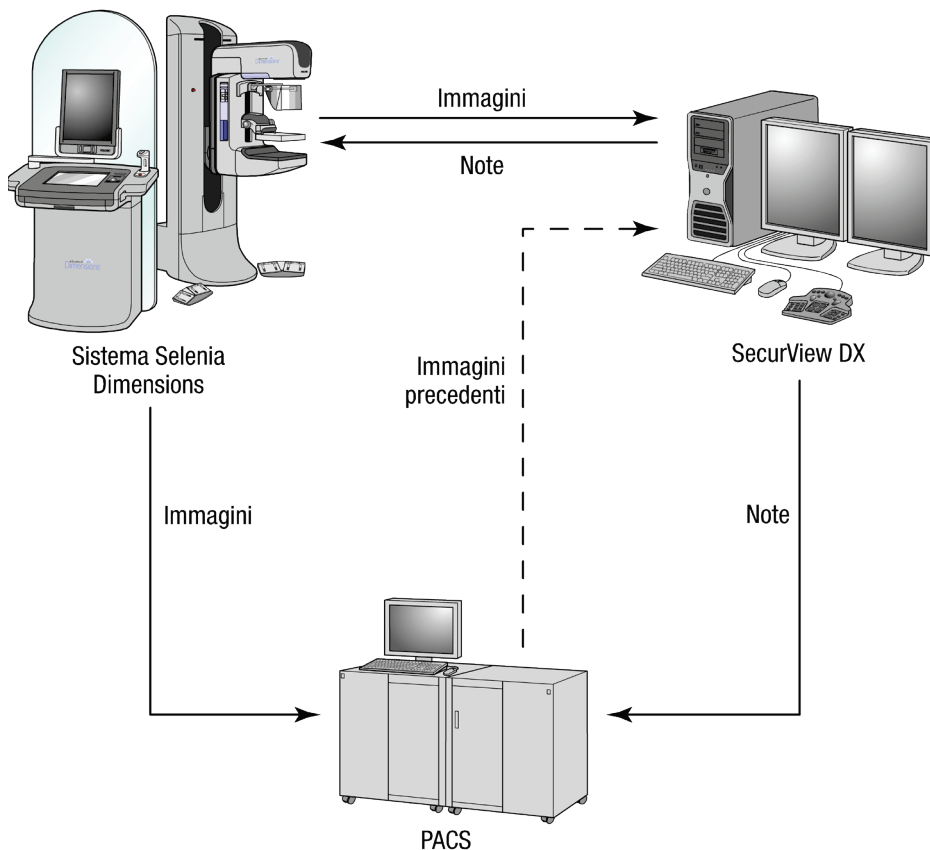 Immagini
Note
Sistema Selenia
Dimensions
SecurView DX
Immagini
precedenti
Immagini
Note
PACS